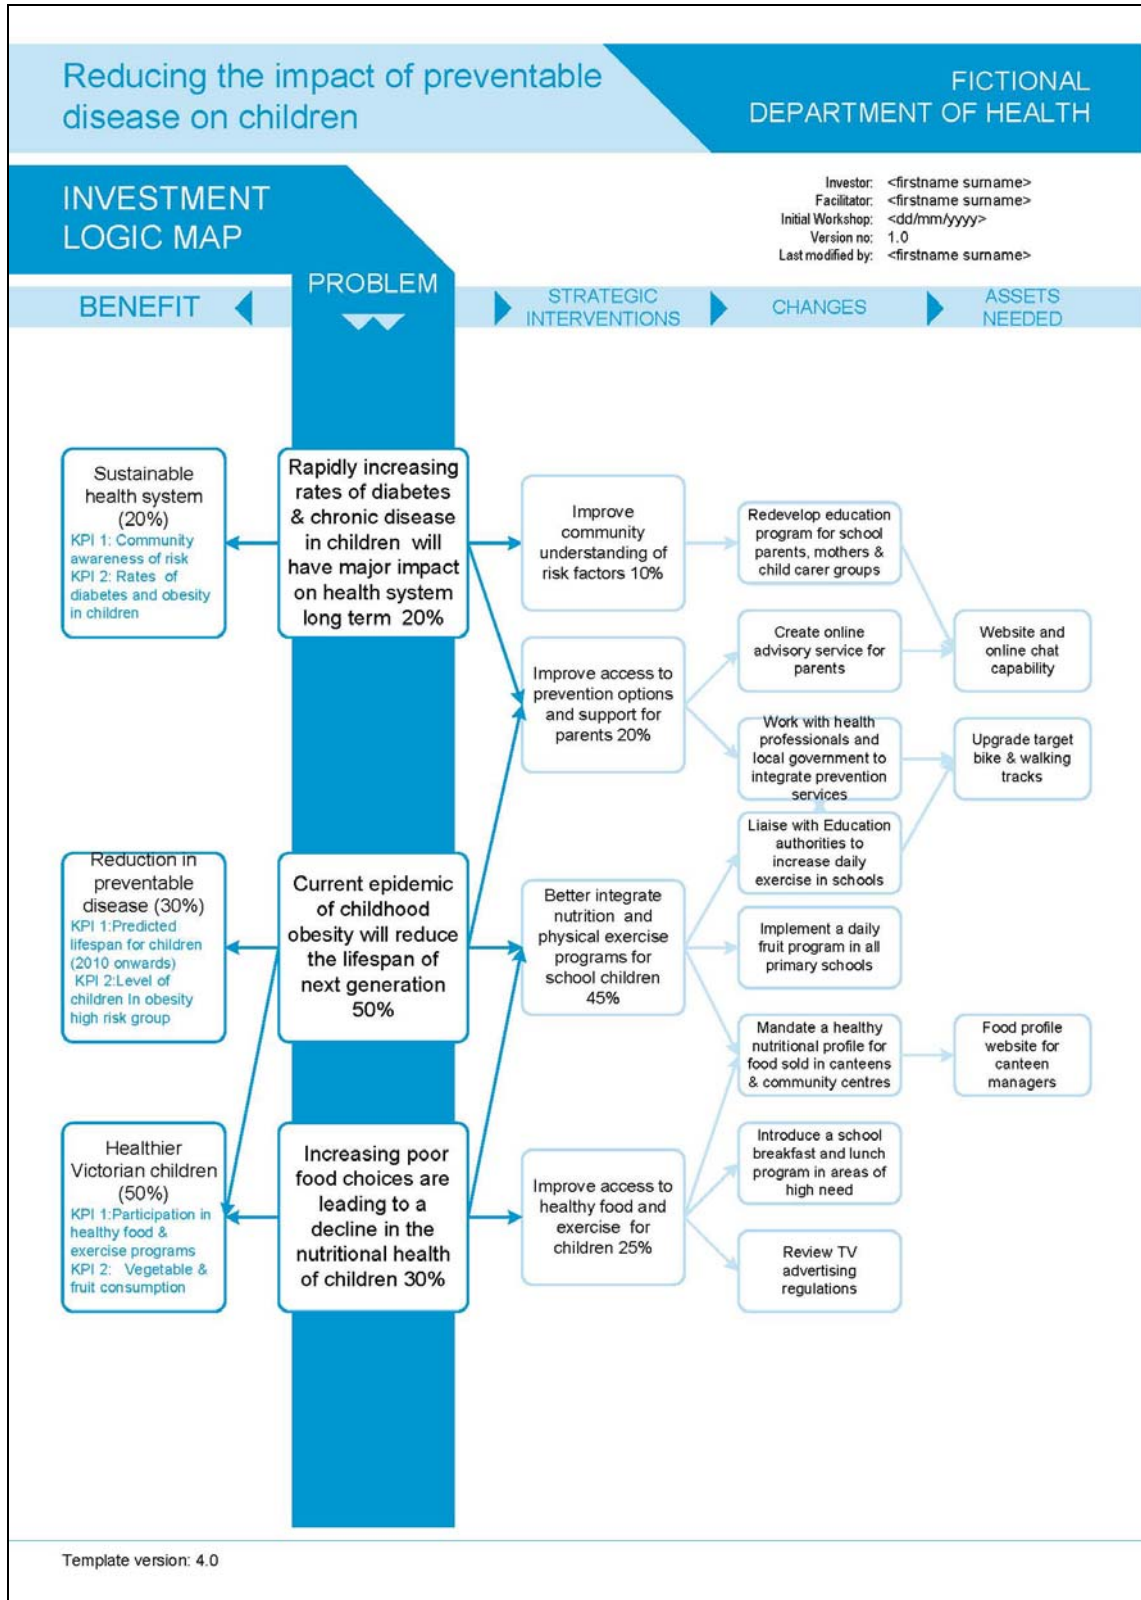 Reducing the impact of preventable
disease on children
FICTIONAL
DEPARTMENT OF HEALTH
INVESTMENT
LOGIC MAP
Investor: <firstname surname>
Facilitator: <firstname surname>
Initial Workshop: <dd/mm/yyyy>
Version no: 1.0
Last modified by: <firstname surname>
BENEFIT
PROBLEM
STRATEGIC
INTERVENTIONS
CHANGES
ASSETS
NEEDED
Sustainable
health system
(20%)
KPI 1: Community
awareness of risk
KPI 2: Rates of
diabetes and obesity
in children
Rapidly increasing
rates of diabetes
& chronic disease
in children will
have major impact
on health system
long term 20%
Improve
community
understanding of
risk factors 10%
Redevelop education
program for school
parents, mothers &
child carer groups
Create online
advisory service for
parents
Website and
online chat
capability
Improve access to
prevention options
and support for
parents 20%
Work with health
professionals and
local government to
integrate prevention
services
Upgrade target
bike & walking
tracks
Reduction in
preventable
disease (30%)
KPI 1:Predicted
lifespan for children
(2010 onwards)
KPI 2:Level of
children In obesity
high risk group
Current epidemic
of childhood
obesity will reduce
the lifespan of
next generation
50%
Better integrate
nutrition and
physical exercise
programs for
school children
45%
Liaise with Education
authorities to
increase daily
exercise in schools
Implement a daily
fruit program in all
primary schools
Mandate a healthy
nutritional profile for
food sold in canteens
& community centres
Food profile
website for
canteen
managers
Healthier
Victorian children
(50%)
KPI 1:Participation in
healthy food &
exercise programs
KPI 2: Vegetable &
fruit consumption
Increasing poor
food choices are
leading to a
decline in the
nutritional health
of children 30%
Improve access to
healthy food and
exercise for
children 25%
Introduce a school
breakfast and lunch
program in areas of
high need
Review TV
advertising
regulations
Template version: 4.0